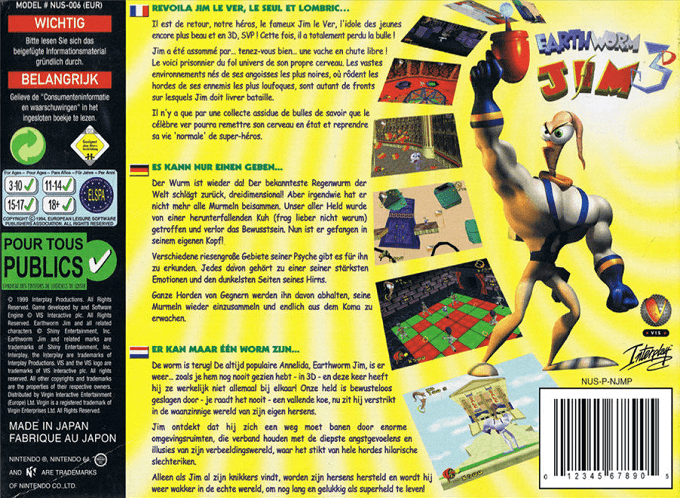 MODEL # NUS-006 (EUR)
WICHTIG
Bitte lesen Sie sich das
beigefügte Informationsmaterial
gründlich durch.
BELANGRIJK
Gelieve de "Consumenteninformatie
en waarschuwingen" in het
ingesloten boekje te lezen.
For Ages - Pour Ages - Para Años - Für Jahre - Per Anni
3-10 11-14
15-17 18+
ELSPA
COPYRIGHT © 1994. EUROPEAN LEISURE SOFTWARE
PUBLISHERS ASSOCIATION. ALL RIGHTS RESERVED
POUR TOUS
PUBLICS
© 1999 Interplay Productions. All Rights
Reserved. Game developed by and Software
Engine © VIS Interactive plc. All Rights
Reserved. Earthworm Jim and all related
characters © Shiny Entertainment, Inc.
Earthworm Jim and related marks are
trademarks of Shiny Entertainment, Inc.
Interplay, the Interplay are trademarks of
Interplay Productions. VIS and the VIS logo are
trademarks of VIS Interactive plc. All rights
reserved. All other copyrights and trademarks
are the properties of their respective owners.
Distributed by Virgin Interactive Entertainment
(Europe) Ltd. Virgin is a registered trademark of
Virgin Enterprises Ltd. All Rights Reserved.
MADE IN JAPAN
FABRIQUE AU JAPON
NINTENDO ®, NINTENDO 64
AND N ARE TRADEMARKS
OF NINTENDO CO.,LTD.
REVOILA JIM LE VER, LE SEUL ET LOMBRIC...
Il est de retour, notre héros, le fameux Jim le Ver, l'idole des jeunes
encore plus beau et en 3D, SVP ! Cette fois, il a totalement perdu la bulle !
Jim a été assommé par... tenez-vous bien... une vache en chute libre !
Le voici prisonnier du fol univers de son propre cerveau. Les vastes
environnements nés de ses angoisses les plus noires, où rôdent les
hordes de ses ennemis les plus loufoques, sont autant de fronts
sur lesquels Jim doit livrer bataille.
Il n'y a que par une collecte assidue de bulles de savoir que le
célèbre ver pourra remettre son cerveau en état et reprendre
sa vie 'normale' de super-héros.
ES KANN NUR EINEN GEBEN...
Der Wurm ist wieder da! Der bekannteste Regenwurm der
Welt schlägt zurück, dreidimensional! Aber irgendwie hat er
nicht mehr alle Murmeln beisammen. Unser aller Held wurde
von einer herunterfallenden Kuh (frag lieber nicht warum)
getroffen und verlor das Bewusstsein. Nun ist er gefangen in
seinem eigenen Kopf!
Verschiedene riesengroße Gebiete seiner Psyche gibt es für ihn
zu erkunden. Jedes davon gehört zu einer seiner stärksten
Emotionen und den dunkelsten Seiten seines Hirns.
Ganze Horden von Gegnern werden ihn davon abhalten, seine
Murmeln wieder einzusammeln und endlich aus dem Koma zu
erwachen.
ER KAN MAAR ÉÉN WORM ZIJN...
De worm is terug! De altijd populaire Annelida, Earthworm Jim, is er
weer... zoals je hem nog nooit gezien hebt - in 3D - en deze keer heeft
hij ze werkelijk niet allemaal bij elkaar! Onze held is bewusteloos
geslagen door - je raadt het nooit - een vallende koe, nu zit hij verstrikt
in de waanzinnige wereld van zijn eigen hersens.
Jim ontdekt dat hij zich een weg moet banen door enorme
omgevingsruimten, die verband houden met de diepste angstgevoelens en
illusies van zijn verbeeldingswereld, waar het stikt van hele hordes hilarische
slechteriken.
Alleen als Jim al zijn knikkers vindt, worden zijn hersens hersteld en wordt hij
weer wakker in de echte wereld, om nog lang en gelukkig als superheld te leven!
EARTHWORM
JIM 3D
VIS
Interplay
NUS-P-NJMP
0 12345 67890 5